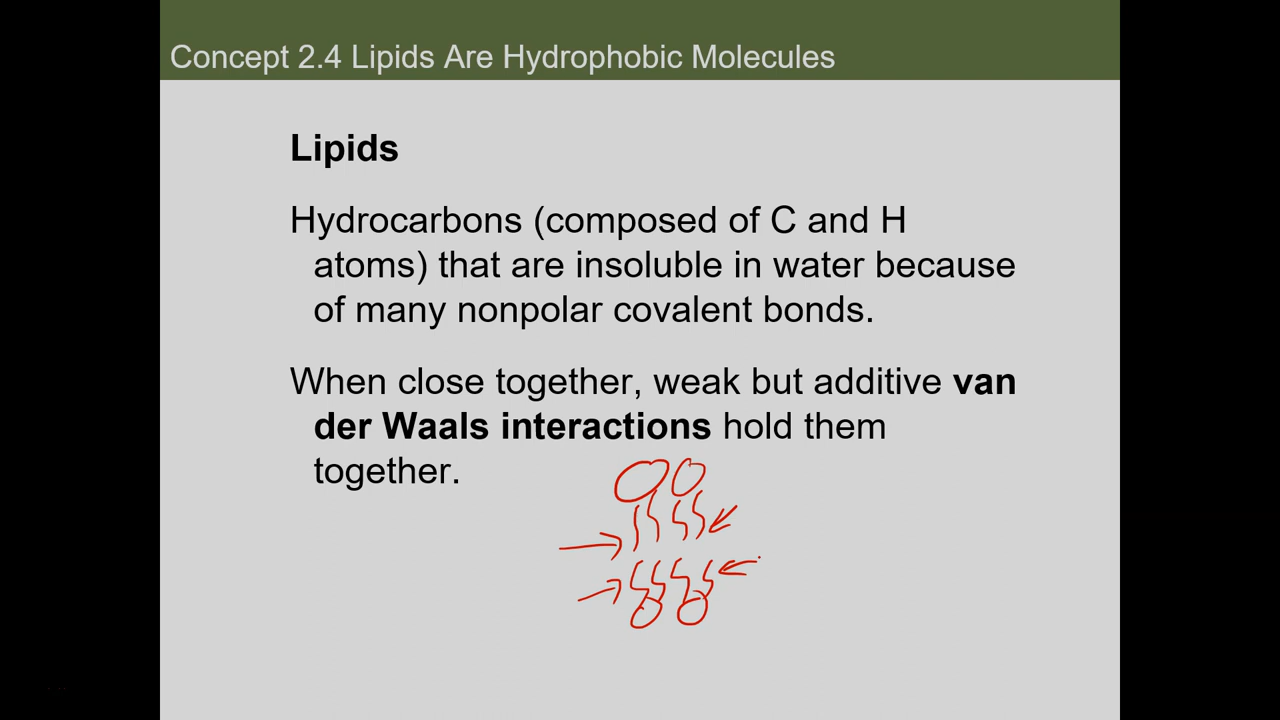 Concept 2.4 Lipids Are Hydrophobic Molecules
Lipids
Hydrocarbons (composed of C and H
atoms) that are insoluble in water because
of many nonpolar covalent bonds.
When close together, weak but additive van
der Waals interactions hold them
together.